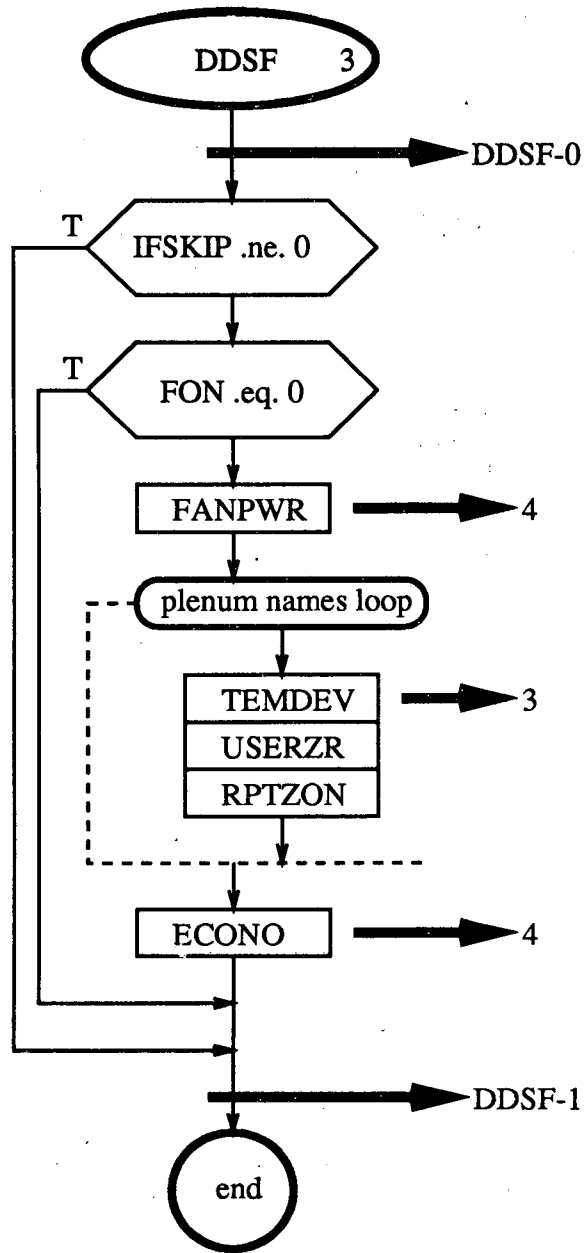 DDSF 3
DDSF-0
T
IFSKIP .ne. 0
T
FON .eq. 0
FANPWR
4
plenum names loop
TEMDEV
3
USERZR
RPTZON
ECONO
4
DDSF-1
end